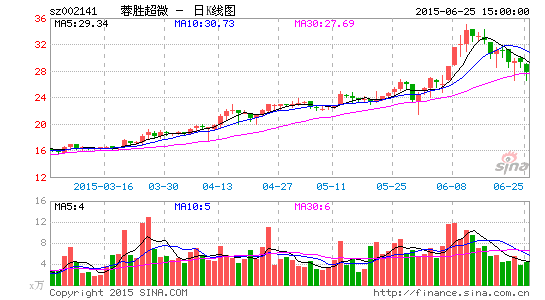 sz002141 蓉胜超微 - 日K线图 2015-06-25 15:00:00
MA5:29.34 MA10:30.73 MA30:27.69
36
32
28
24
20
16
12
2015-03-16 03-30 04-13 04-27 05-11 05-25 06-08 06-25
sina
16 MA5:4 MA10:5 MA30:6
12
8
4
x万
Copyright 2015 SINA.COM http://finance.sina.com.cn